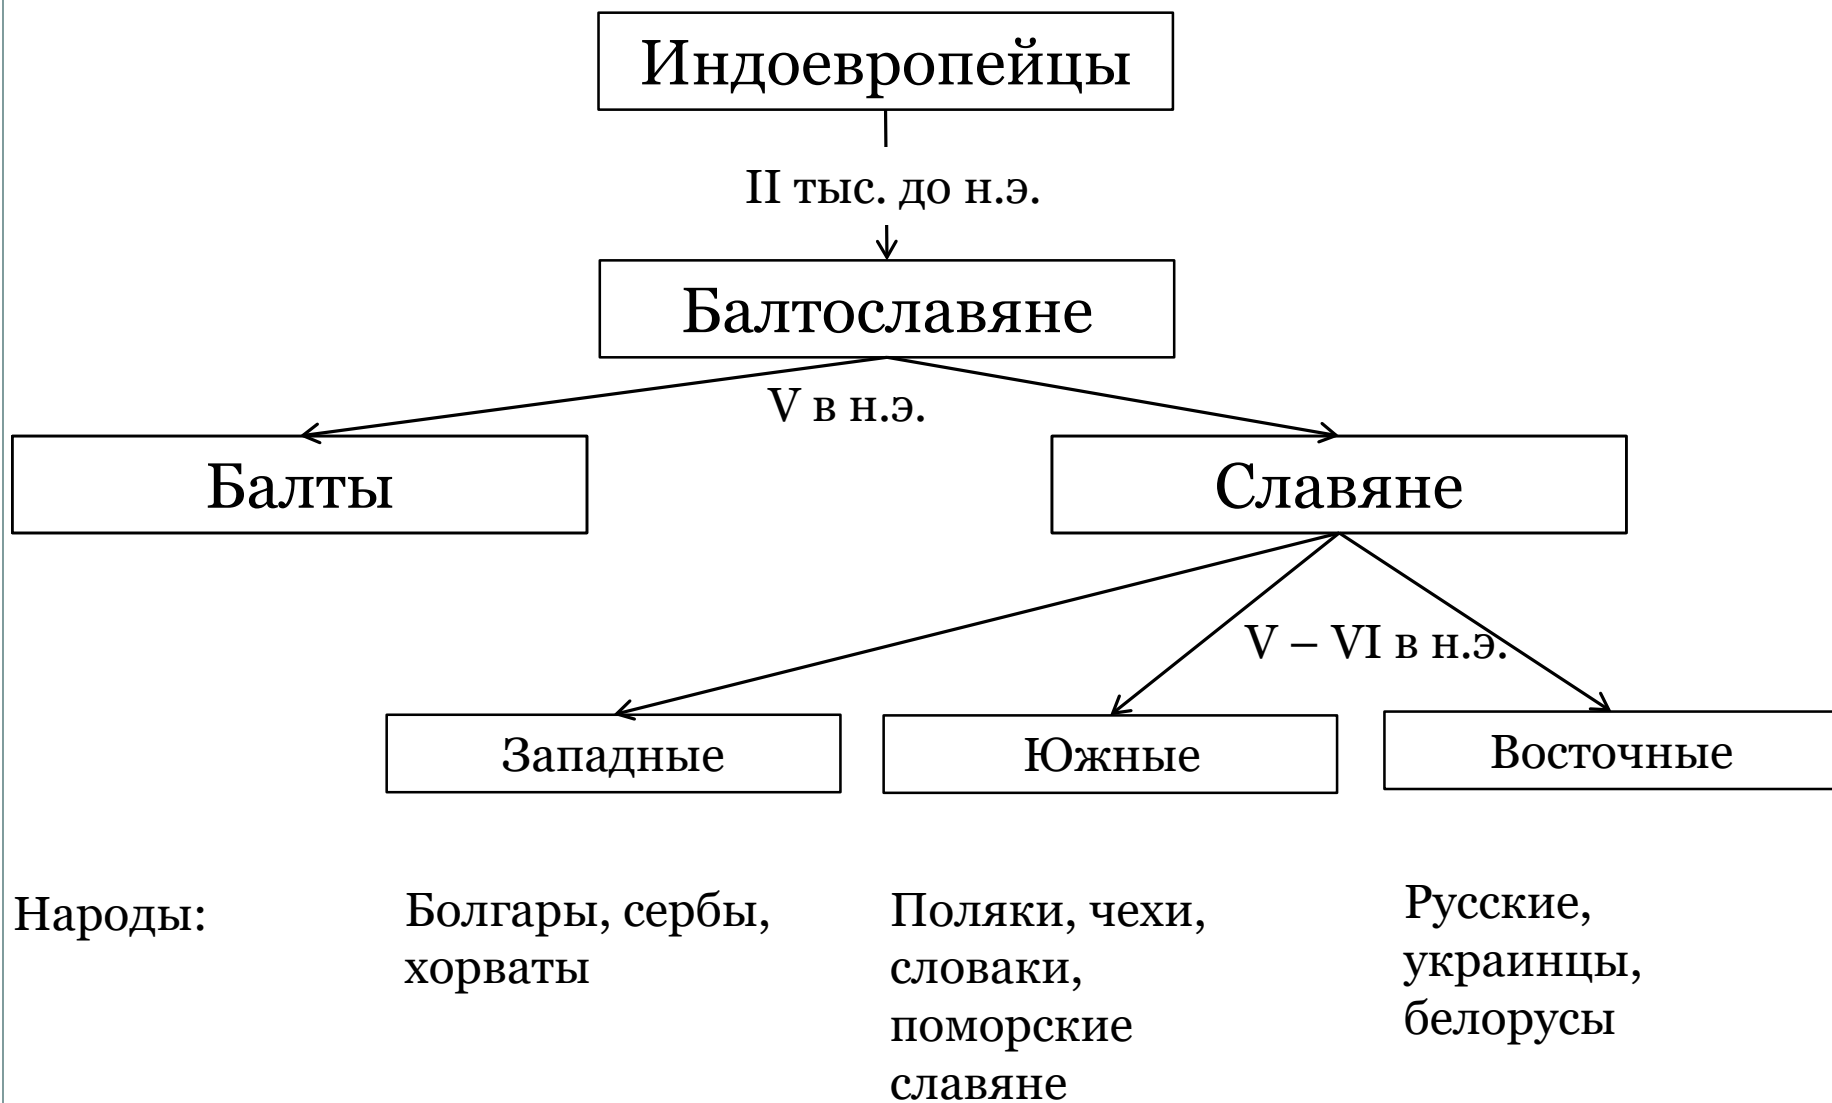 Индоевропейцы
II тыс. до н.э.
Балтославяне
V в н.э.
Балты
Славяне
V – VI в н.э.
Западные
Южные
Восточные
Народы:
Болгары, сербы,
хорваты
Поляки, чехи,
словаки,
поморские
славяне
Русские,
украинцы,
белорусы